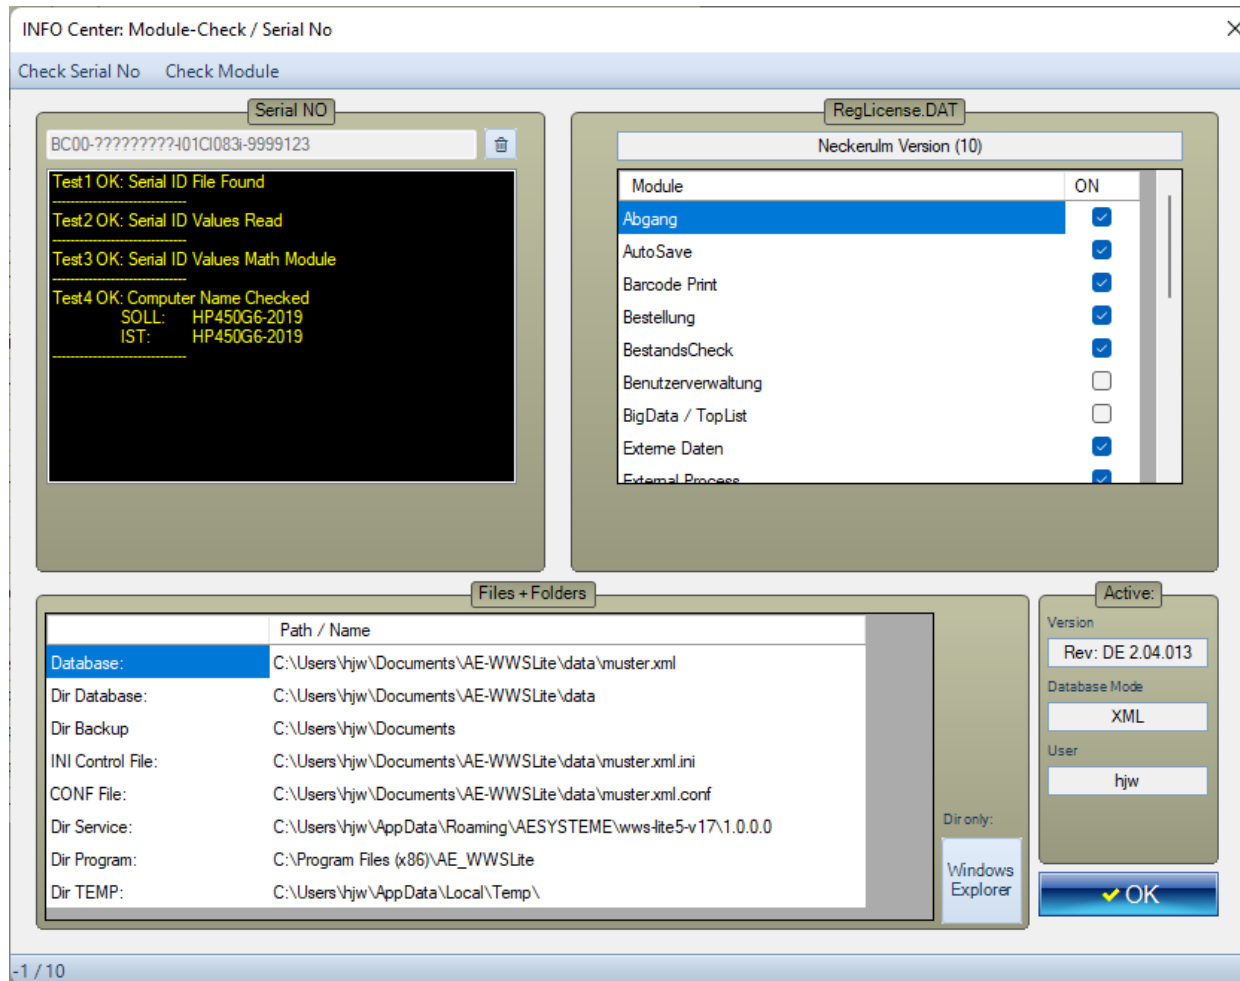 INFO Center: Module-Check / Serial No
Check Serial No Check Module
Serial NO
BC00-?????????-I01CI083i-9999123
Test1 OK: Serial ID File Found
------------------------------
Test2 OK: Serial ID Values Read
------------------------------
Test3 OK: Serial ID Values Math Module
------------------------------
Test4 OK: Computer Name Checked
SOLL: HP450G6-2019
IST: HP450G6-2019
------------------------------
RegLicense.DAT
Neckerulm Version (10)
Module ON
Abgang
AutoSave
Barcode Print
Bestellung
BestandsCheck
Benutzerverwaltung
BigData / TopList
Externe Daten
External Process
Files + Folders
Path / Name
Database: C:\Users\hjw\Documents\AE-WWSLite\data\muster.xml
Dir Database: C:\Users\hjw\Documents\AE-WWSLite\data
Dir Backup C:\Users\hjw\Documents
INI Control File: C:\Users\hjw\Documents\AE-WWSLite\data\muster.xml.ini
CONF File: C:\Users\hjw\Documents\AE-WWSLite\data\muster.xml.conf
Dir Service: C:\Users\hjw\AppData\Roaming\AESYSTEME\wws-lite5-v17\1.0.0.0
Dir Program: C:\Program Files (x86)\AE_WWSLite
Dir TEMP: C:\Users\hjw\AppData\Local\Temp\
Dir only:
Windows
Explorer
Active:
Version
Rev: DE 2.04.013
Database Mode
XML
User
hjw
OK
-1 / 10